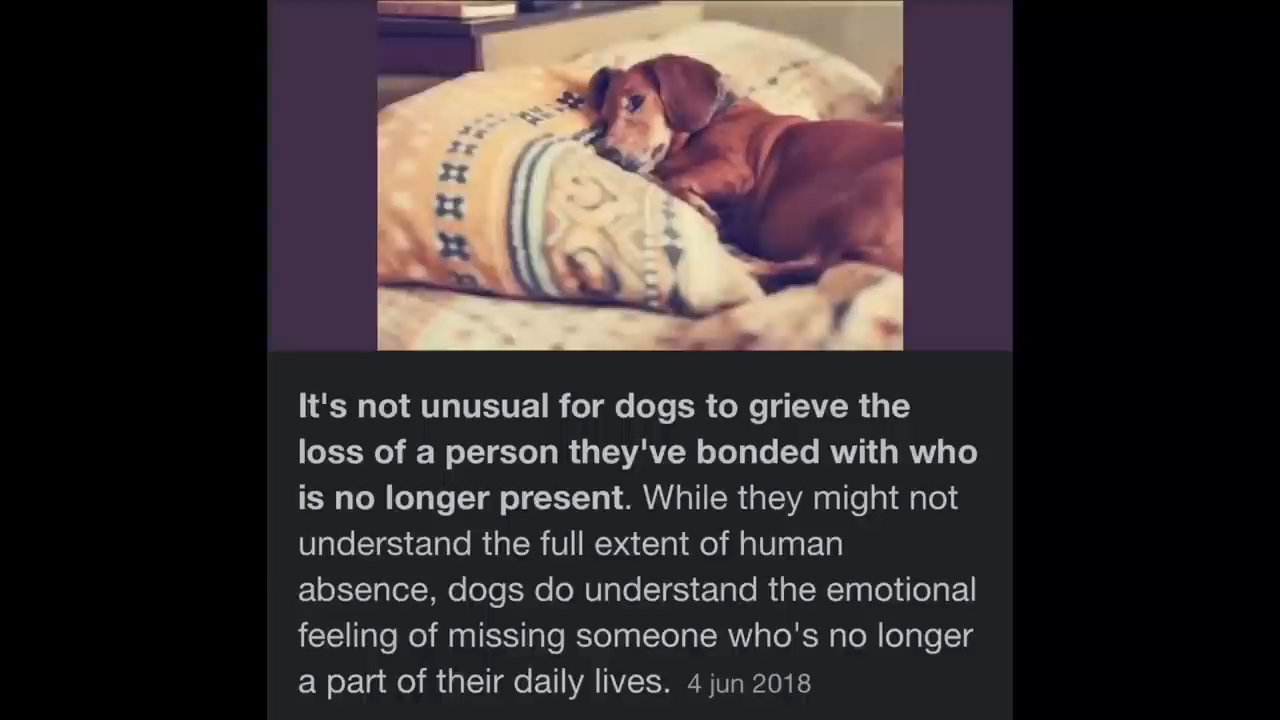 It's not unusual for dogs to grieve the
loss of a person they've bonded with who
is no longer present. While they might not
understand the full extent of human
absence, dogs do understand the emotional
feeling of missing someone who's no longer
a part of their daily lives. 4 jun 2018